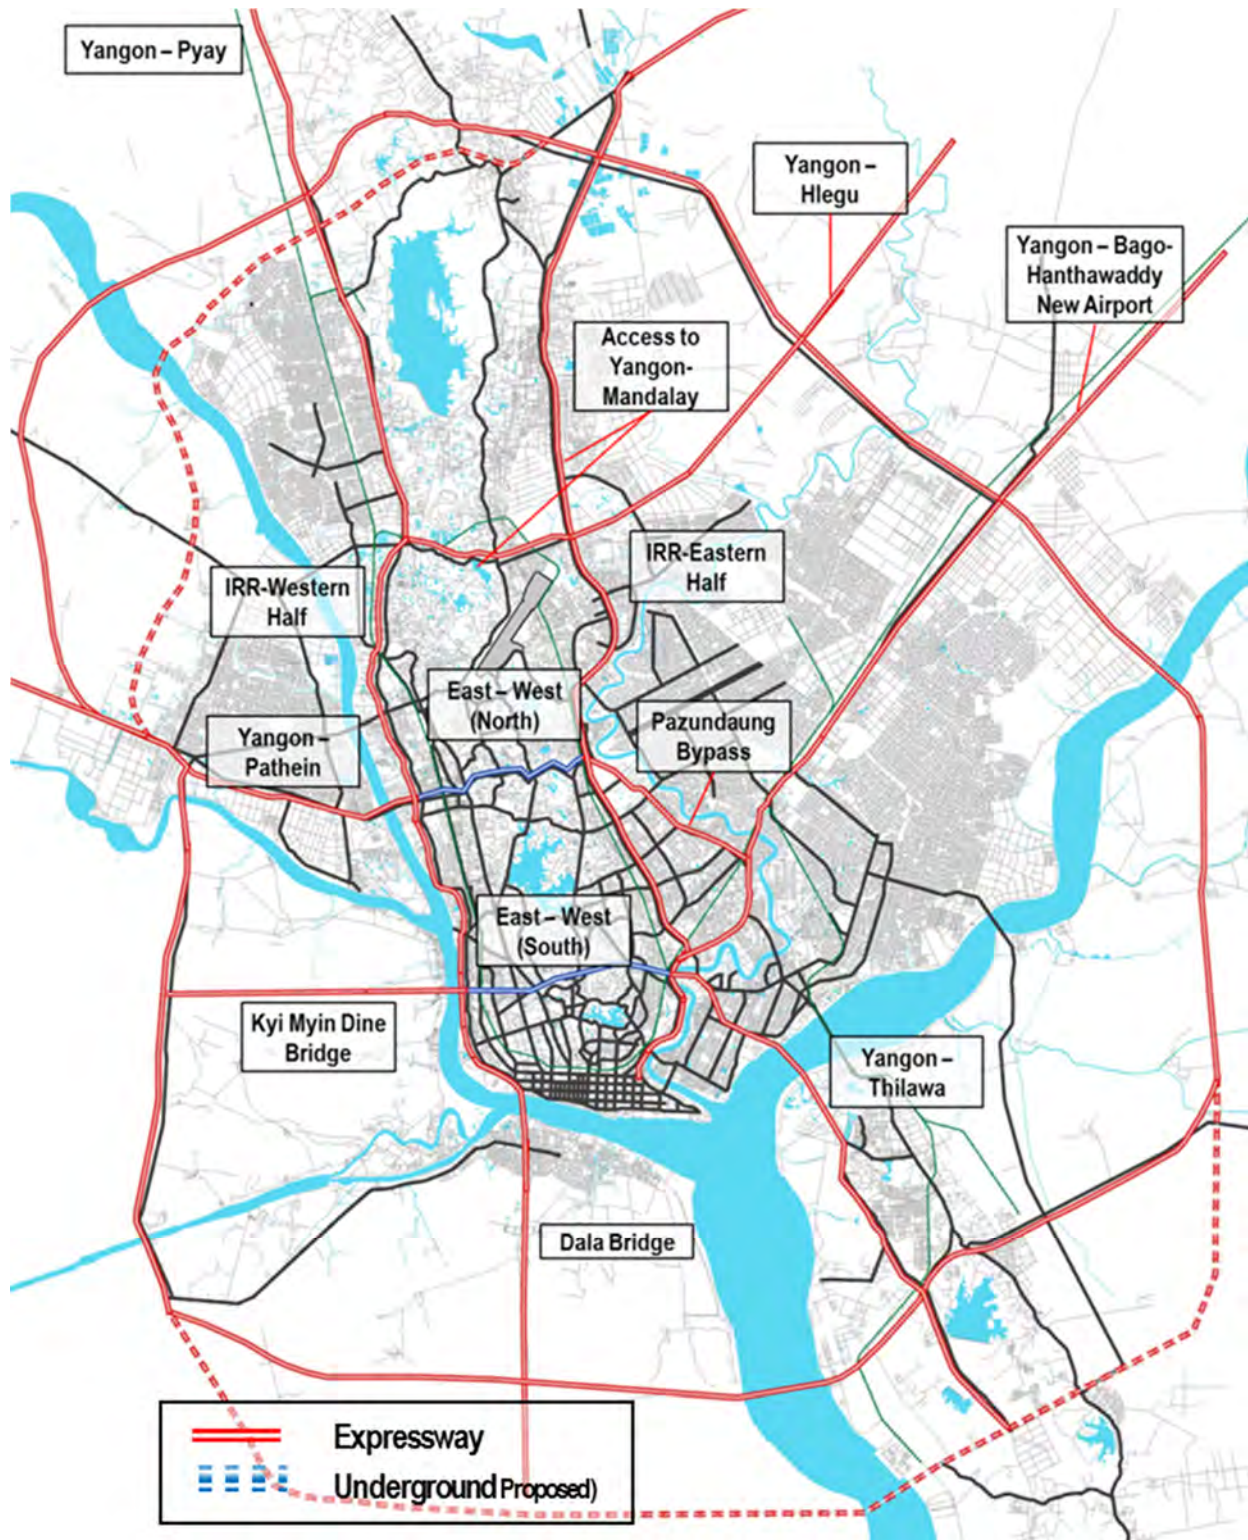 Yangon – Pyay
Yangon –
Hlegu
Yangon – Bago-
Hanthawaddy
New Airport
Access to
Yangon-
Mandalay
IRR-Eastern
Half
IRR-Western
Half
East – West
(North)
Pazundaung
Bypass
Yangon –
Pathein
East – West
(South)
Kyi Myin Dine
Bridge
Yangon –
Thilawa
Dala Bridge
Expressway
Underground Proposed)